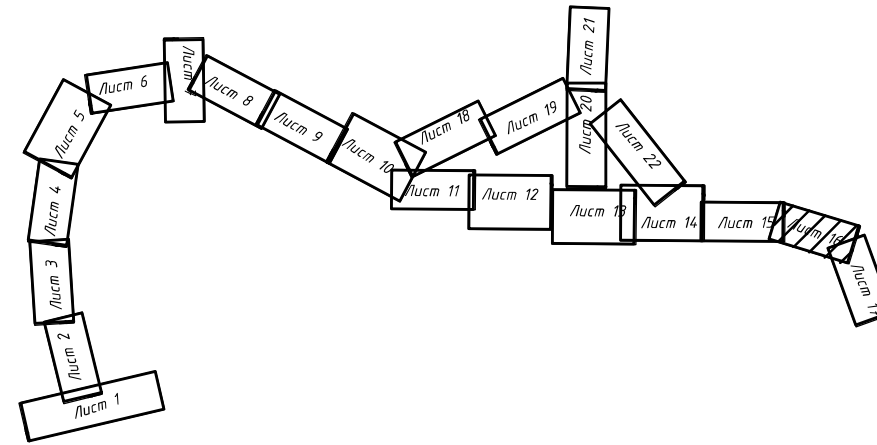 Лист 1
Лист 2
Лист 3
Лист 4
Лист 5
Лист 6
Лист
Лист 8
Лист 9
Лист 10
Лист 11
Лист 12
Лист 13
Лист 14
Лист 15
Лист 16
Лист 17
Лист 18
Лист 19
Лист 20
Лист 21
Лист 22